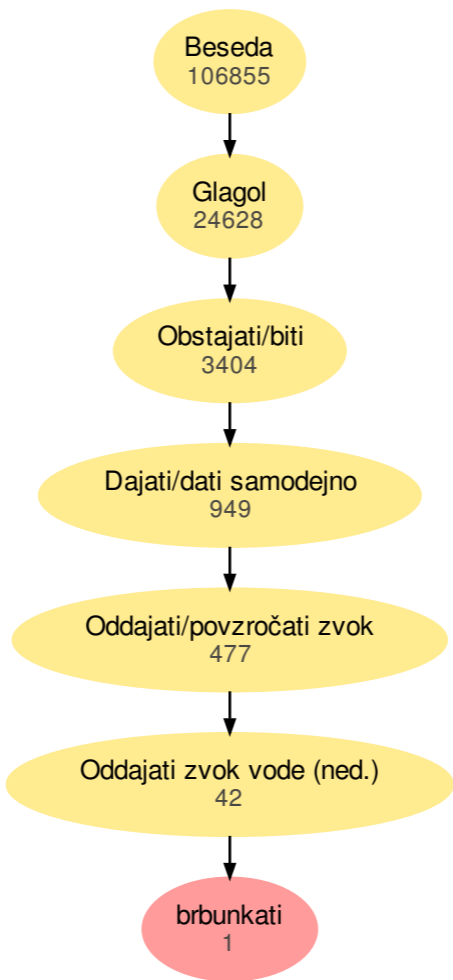 Beseda
106855
Glagol
24628
Obstajati/biti
3404
Dajati/dati samodejno
949
Oddajati/povzročati zvok
477
Oddajati zvok vode (ned.)
42
brbunkati
1